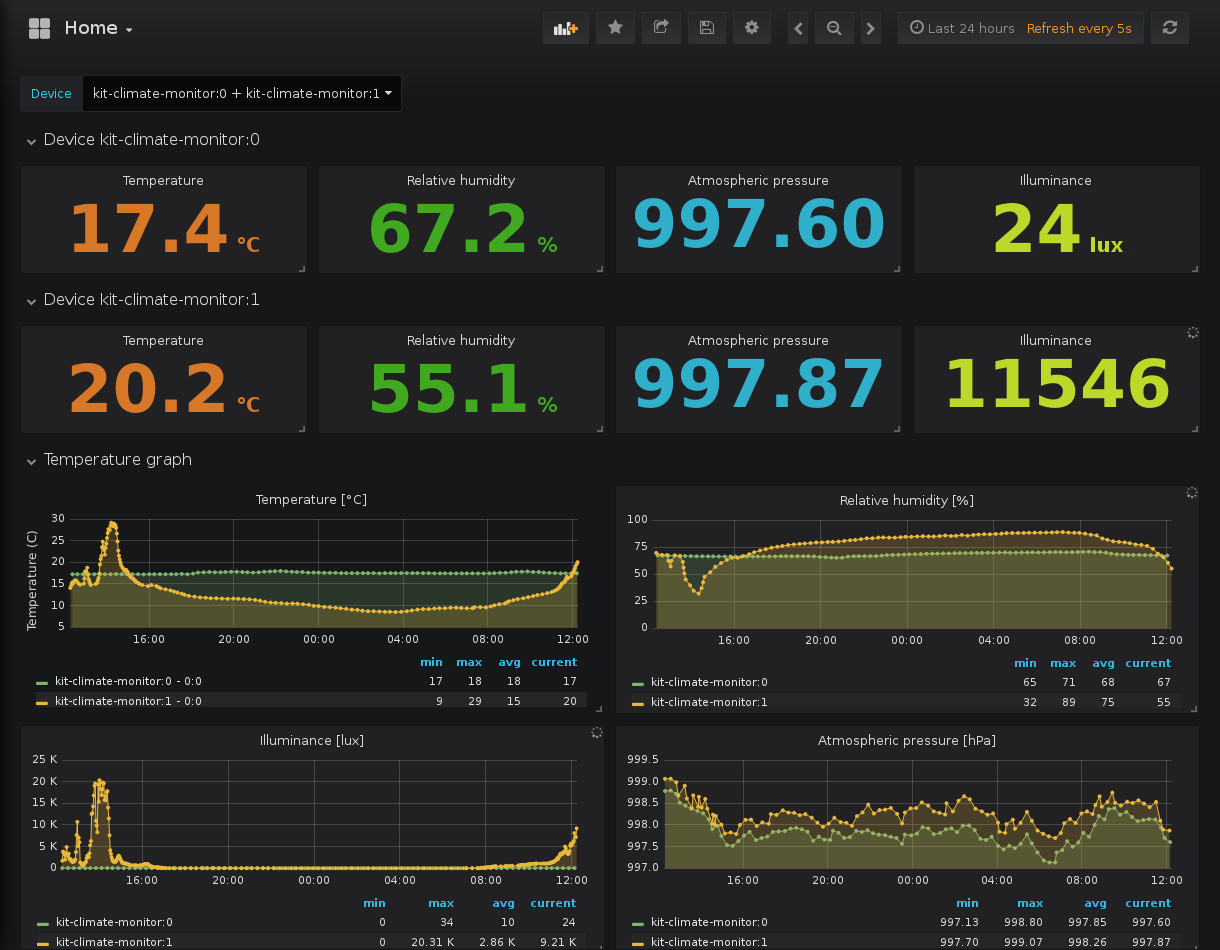 Home
Last 24 hours Refresh every 5s
Device kit-climate-monitor:0 + kit-climate-monitor:1
Device kit-climate-monitor:0
Temperature Relative humidity Atmospheric pressure Illuminance
17.4 °C 67.2 % 997.60 24 lux
Device kit-climate-monitor:1
Temperature Relative humidity Atmospheric pressure Illuminance
20.2 °C 55.1 % 997.87 11546
Temperature graph
Temperature [°C]
Temperature (C)
30
25
20
15
10
5
16:00 20:00 00:00 04:00 08:00 12:00
min max avg current
kit-climate-monitor:0 - 0:0 17 18 18 17
kit-climate-monitor:1 - 0:0 9 29 15 20
Relative humidity [%]
100
75
50
25
0
16:00 20:00 00:00 04:00 08:00 12:00
min max avg current
kit-climate-monitor:0 65 71 68 67
kit-climate-monitor:1 32 89 75 55
Illuminance [lux]
25 K
20 K
15 K
10 K
5 K
0
16:00 20:00 00:00 04:00 08:00 12:00
min max avg current
kit-climate-monitor:0 0 34 10 24
kit-climate-monitor:1 0 20.31 K 2.86 K 9.21 K
Atmospheric pressure [hPa]
999.5
999.0
998.5
998.0
997.5
997.0
16:00 20:00 00:00 04:00 08:00 12:00
min max avg current
kit-climate-monitor:0 997.13 998.80 997.85 997.60
kit-climate-monitor:1 997.70 999.07 998.26 997.87